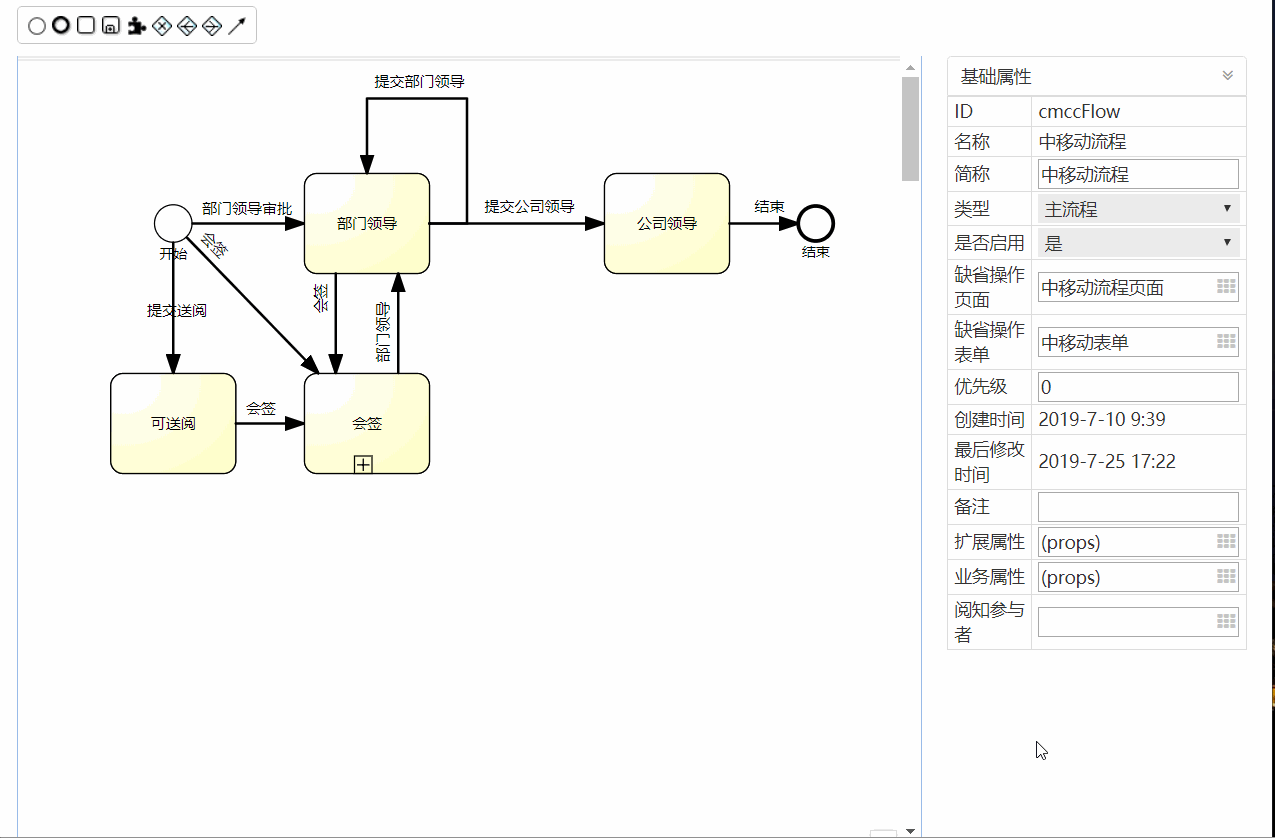 提交部门领导
部门领导审批
部门领导
提交公司领导
公司领导
结束
结束
开始
会签
提交送阅
会签
部门领导
可送阅
会签
会签
基础属性
ID cmccFlow
名称 中移动流程
简称 中移动流程
类型 主流程
是否启用 是
缺省操作
页面
中移动流程页面
缺省操作
表单
中移动表单
优先级 0
创建时间 2019-7-10 9:39
最后修改
时间
2019-7-25 17:22
备注
扩展属性 (props)
业务属性 (props)
阅知参与
者